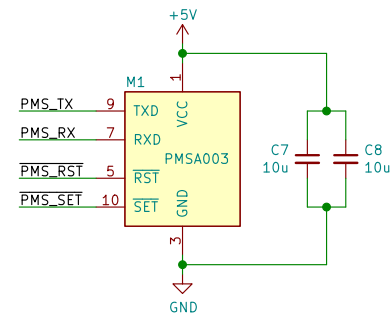 +5V
M1
1
VCC
PMS_TX 9 TXD
PMS_RX 7 RXD
PMSA003
PMS_RST 5 RST
PMS_SET 10 SET
GND
3
GND
C7
10u
C8
10u